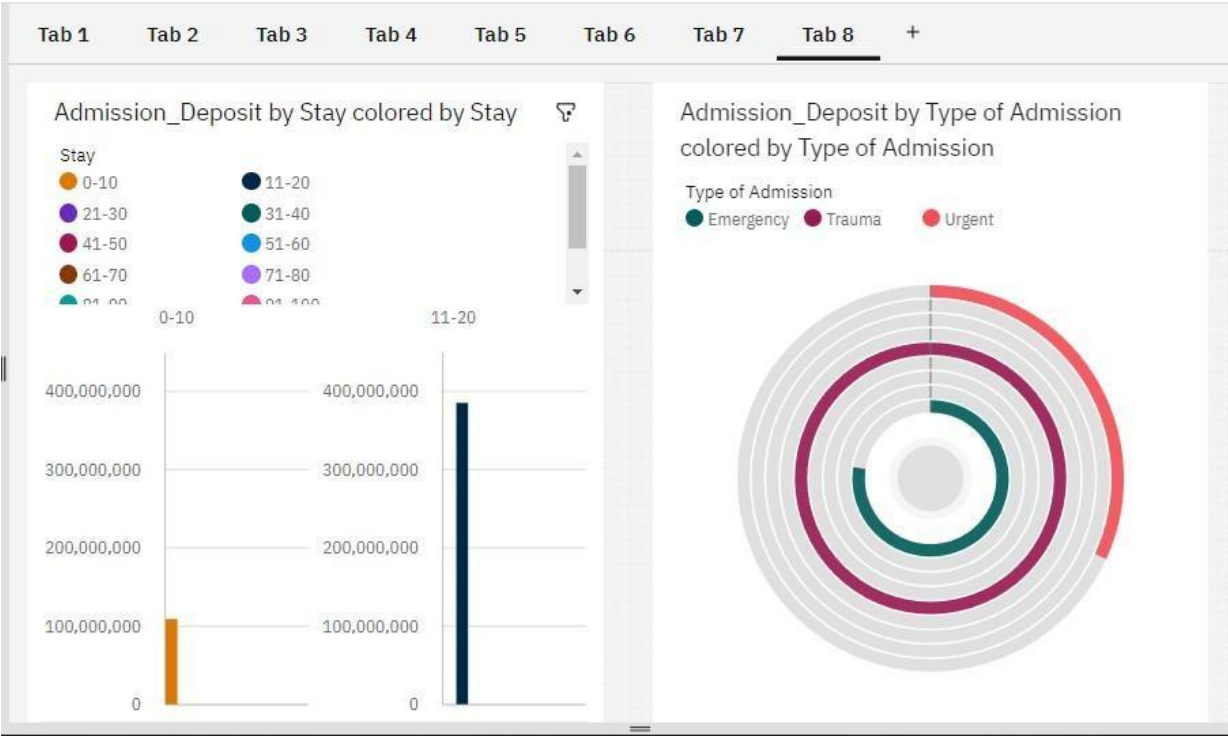 Tab 1 Tab 2 Tab 3 Tab 4 Tab 5 Tab 6 Tab 7 Tab 8 +
Admission_Deposit by Stay colored by Stay
Stay
0-10 11-20
21-30 31-40
41-50 51-60
61-70 71-80
0-10 11-20
400,000,000 400,000,000
300,000,000 300,000,000
200,000,000 200,000,000
100,000,000 100,000,000
0 0
Admission_Deposit by Type of Admission
colored by Type of Admission
Type of Admission
Emergency Trauma Urgent